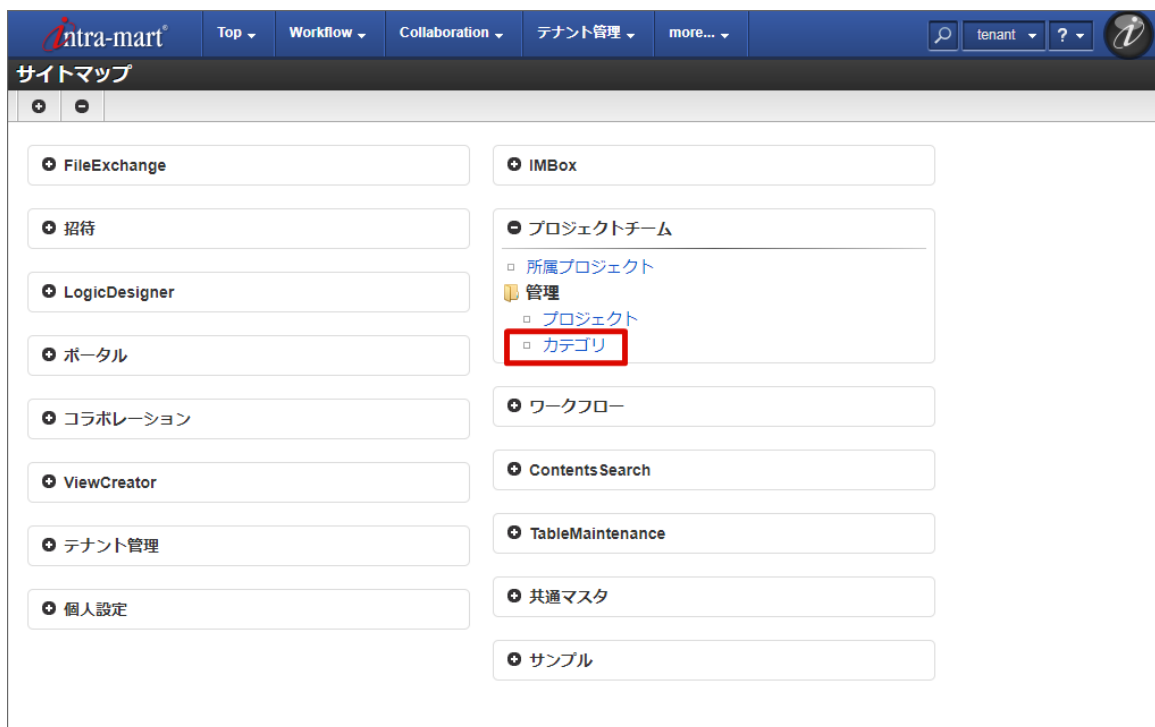 intra-mart® Top Workflow Collaboration テナント管理 more... tenant ?
サイトマップ
FileExchange
招待
LogicDesigner
ポータル
コラボレーション
ViewCreator
テナント管理
個人設定
IMBox
プロジェクトチーム
所属プロジェクト
管理
プロジェクト
カテゴリ
ワークフロー
ContentsSearch
TableMaintenance
共通マスタ
サンプル